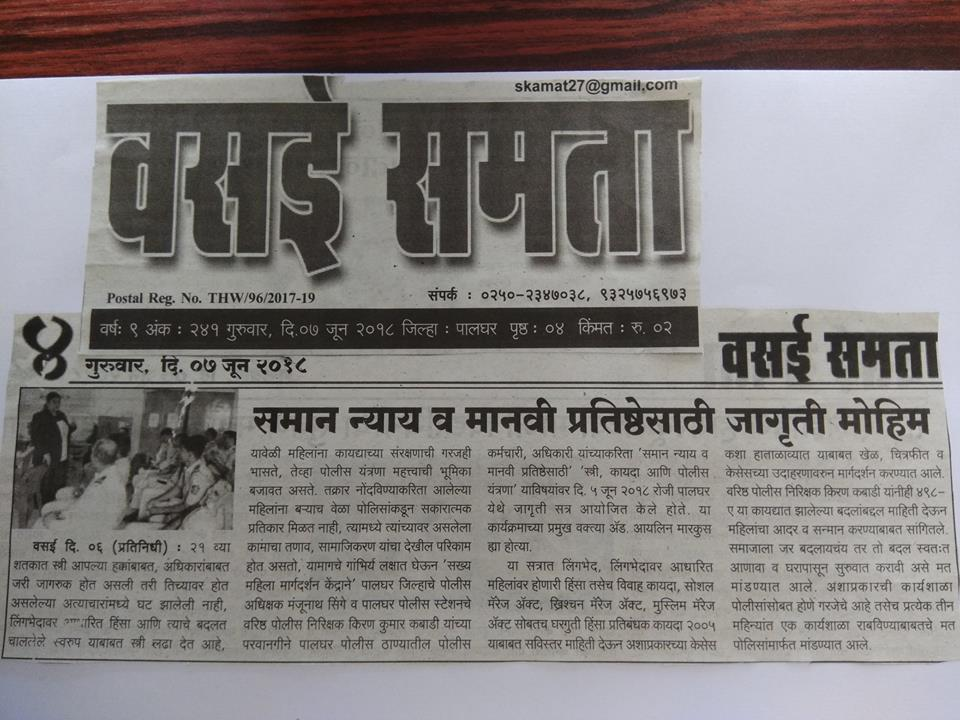 skamat27@gmail.com
वसई समता
Postal Reg. No. THW/96/2017-19
संपर्क : ०२५०-२३४७०३८, ९३२५७५६९७३
वर्ष: ९ अंक : २४१ गुरुवार, दि.०७ जून २०१८ जिल्हा : पालघर पृष्ठ : ०४ किंमत : रु. ०२
४ गुरुवार, दि. ०७ जून २०१८
वसई समता
समान न्याय व मानवी प्रतिष्ठेसाठी जागृती मोहिम
वसई दि. ०६ (प्रतिनिधी) : २१ व्या
शतकात स्त्री आपल्या हक्कांबाबत, अधिकारांबाबत
जरी जागरुक होत असली तरी तिच्यावर होत
असलेल्या अत्याचारांमध्ये घट झालेली नाही,
लिंगभेदावर हिंसा आणि त्याचे बदलत
चाललेले स्वरुप याबाबत स्त्री लढा देत आहे,
यावेळी महिलांना कायद्याच्या संरक्षणाची गरजही
भासते, तेव्हा पोलीस यंत्रणा महत्त्वाची भूमिका
बजावत असते. तक्रार नोंदविण्याकरिता आलेल्या
महिलांना बऱ्याच वेळा पोलिसांकडून सकारात्मक
प्रतिकार मिळत नाही, त्यामध्ये त्यांच्यावर असलेला
कामाचा तणाव, सामाजिकरण यांचा देखील परिकाम
होत असतो, यामागचे गांभिर्य लक्षात घेऊन 'सख्य
महिला मार्गदर्शन केंद्राने' पालघर जिल्हाचे पोलीस
अधिक्षक मंजूनाथ सिंगे व पालघर पोलीस स्टेशनचे
वरिष्ठ पोलीस निरिक्षक किरण कुमार कबाडी यांच्या
परवानगीने पालघर पोलीस ठाण्यातील पोलीस
कर्मचारी, अधिकारी यांच्याकरिता 'समान न्याय व
मानवी प्रतिष्ठेसाठी' 'स्त्री, कायदा आणि पोलिस
यंत्रणा' याविषयांवर दि. ५ जून २०१८ रोजी पालघर
येथे जागृती सत्र आयोजित केले होते. या
कार्यक्रमाच्या प्रमुख वक्त्या अॅड. आयलिन मारकुस
ह्या होत्या.
या सत्रात लिंगभेद, लिंगभेदावर आधारित
महिलांवर होणारी हिंसा तसेच विवाह कायदा, सोशल
मॅरेज अॅक्ट, ख्रिश्चन मॅरेज अॅक्ट, मुस्लिम मॅरेज
अॅक्ट सोबतच घरगुती हिंसा प्रतिबंधक कायदा २००५
याबाबत सविस्तर माहिती देऊन अशाप्रकारच्या केसेस
कशा हाताळाव्यात याबाबत खेळ, चित्रफीत व
केसेसच्या उदाहरणावरुन मार्गदर्शन करण्यात आले.
वरिष्ठ पोलीस निरिक्षक किरण कबाडी यांनीही ४९८-
ए या कायद्यात झालेल्या बदलांबद्दल माहिती देऊन
महिलांचा आदर व सन्मान करण्याबाबत सांगितले.
समाजाला जर बदलायचंय तर तो बदल स्वतःत
आणावा व घरापासून सुरुवात करावी असे मत
मांडण्यात आले. अशाप्रकारची कार्यशाळा
पोलीसांसोबत होणे गरजेचे आहे तसेच प्रत्येक तीन
महिन्यांत एक कार्यशाळा राबविण्याबाबतचे मत
पोलिसांमार्फत मांडण्यात आले.